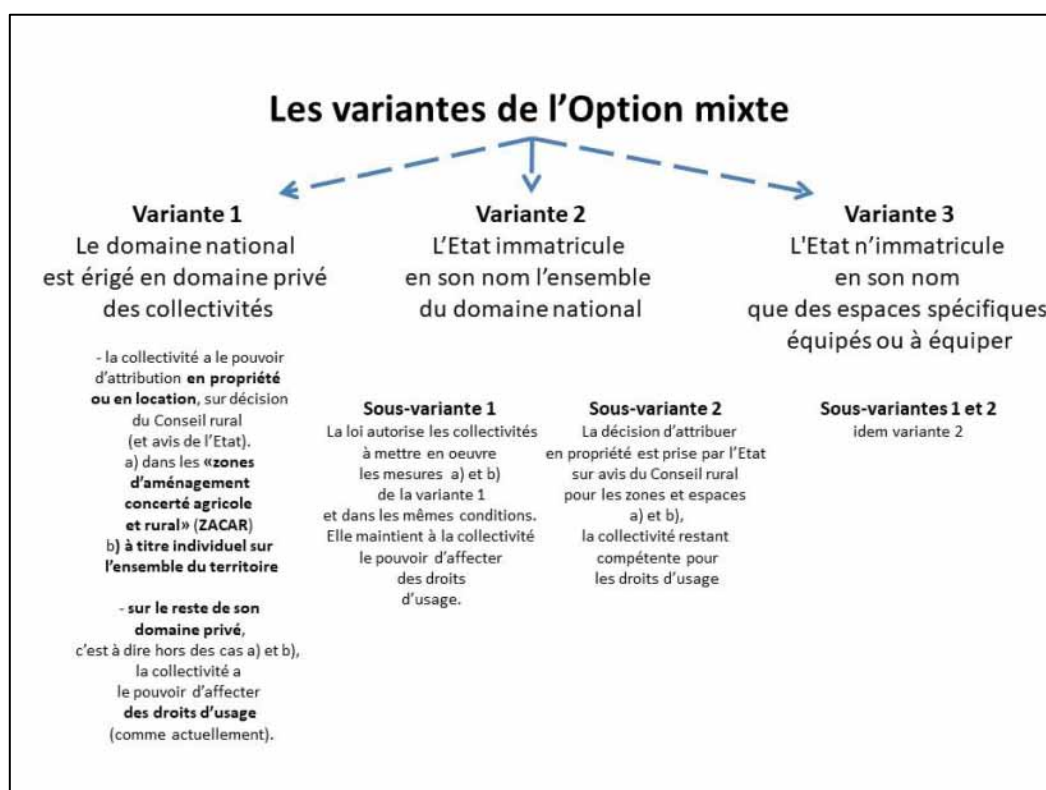 Les variantes de l'Option mixte
Variante 1
Le domaine national
est érigé en domaine privé
des collectivités
- la collectivité a le pouvoir
d'attribution en propriété
ou en location, sur décision
du Conseil rural
(et avis de l'Etat).
a) dans les «zones
d'aménagement
concerté agricole
et rural» (ZACAR)
b) à titre individuel sur
l'ensemble du territoire
- sur le reste de son
domaine privé,
c'est à dire hors des cas a) et b),
la collectivité a
le pouvoir d'affecter
des droits d'usage
(comme actuellement).
Variante 2
L'Etat immatricule
en son nom l'ensemble
du domaine national
Sous-variante 1
La loi autorise les collectivités
à mettre en oeuvre
les mesures a) et b)
de la variante 1
et dans les mêmes conditions.
Elle maintient à la collectivité
le pouvoir d'affecter
des droits
d'usage.
Sous-variante 2
La décision d'attribuer
en propriété est prise par l'Etat
sur avis du Conseil rural
pour les zones et espaces
a) et b),
la collectivité restant
compétente pour
les droits d'usage
Variante 3
L'Etat n'immatricule
en son nom
que des espaces spécifiques
équipés ou à équiper
Sous-variantes 1 et 2
idem variante 2